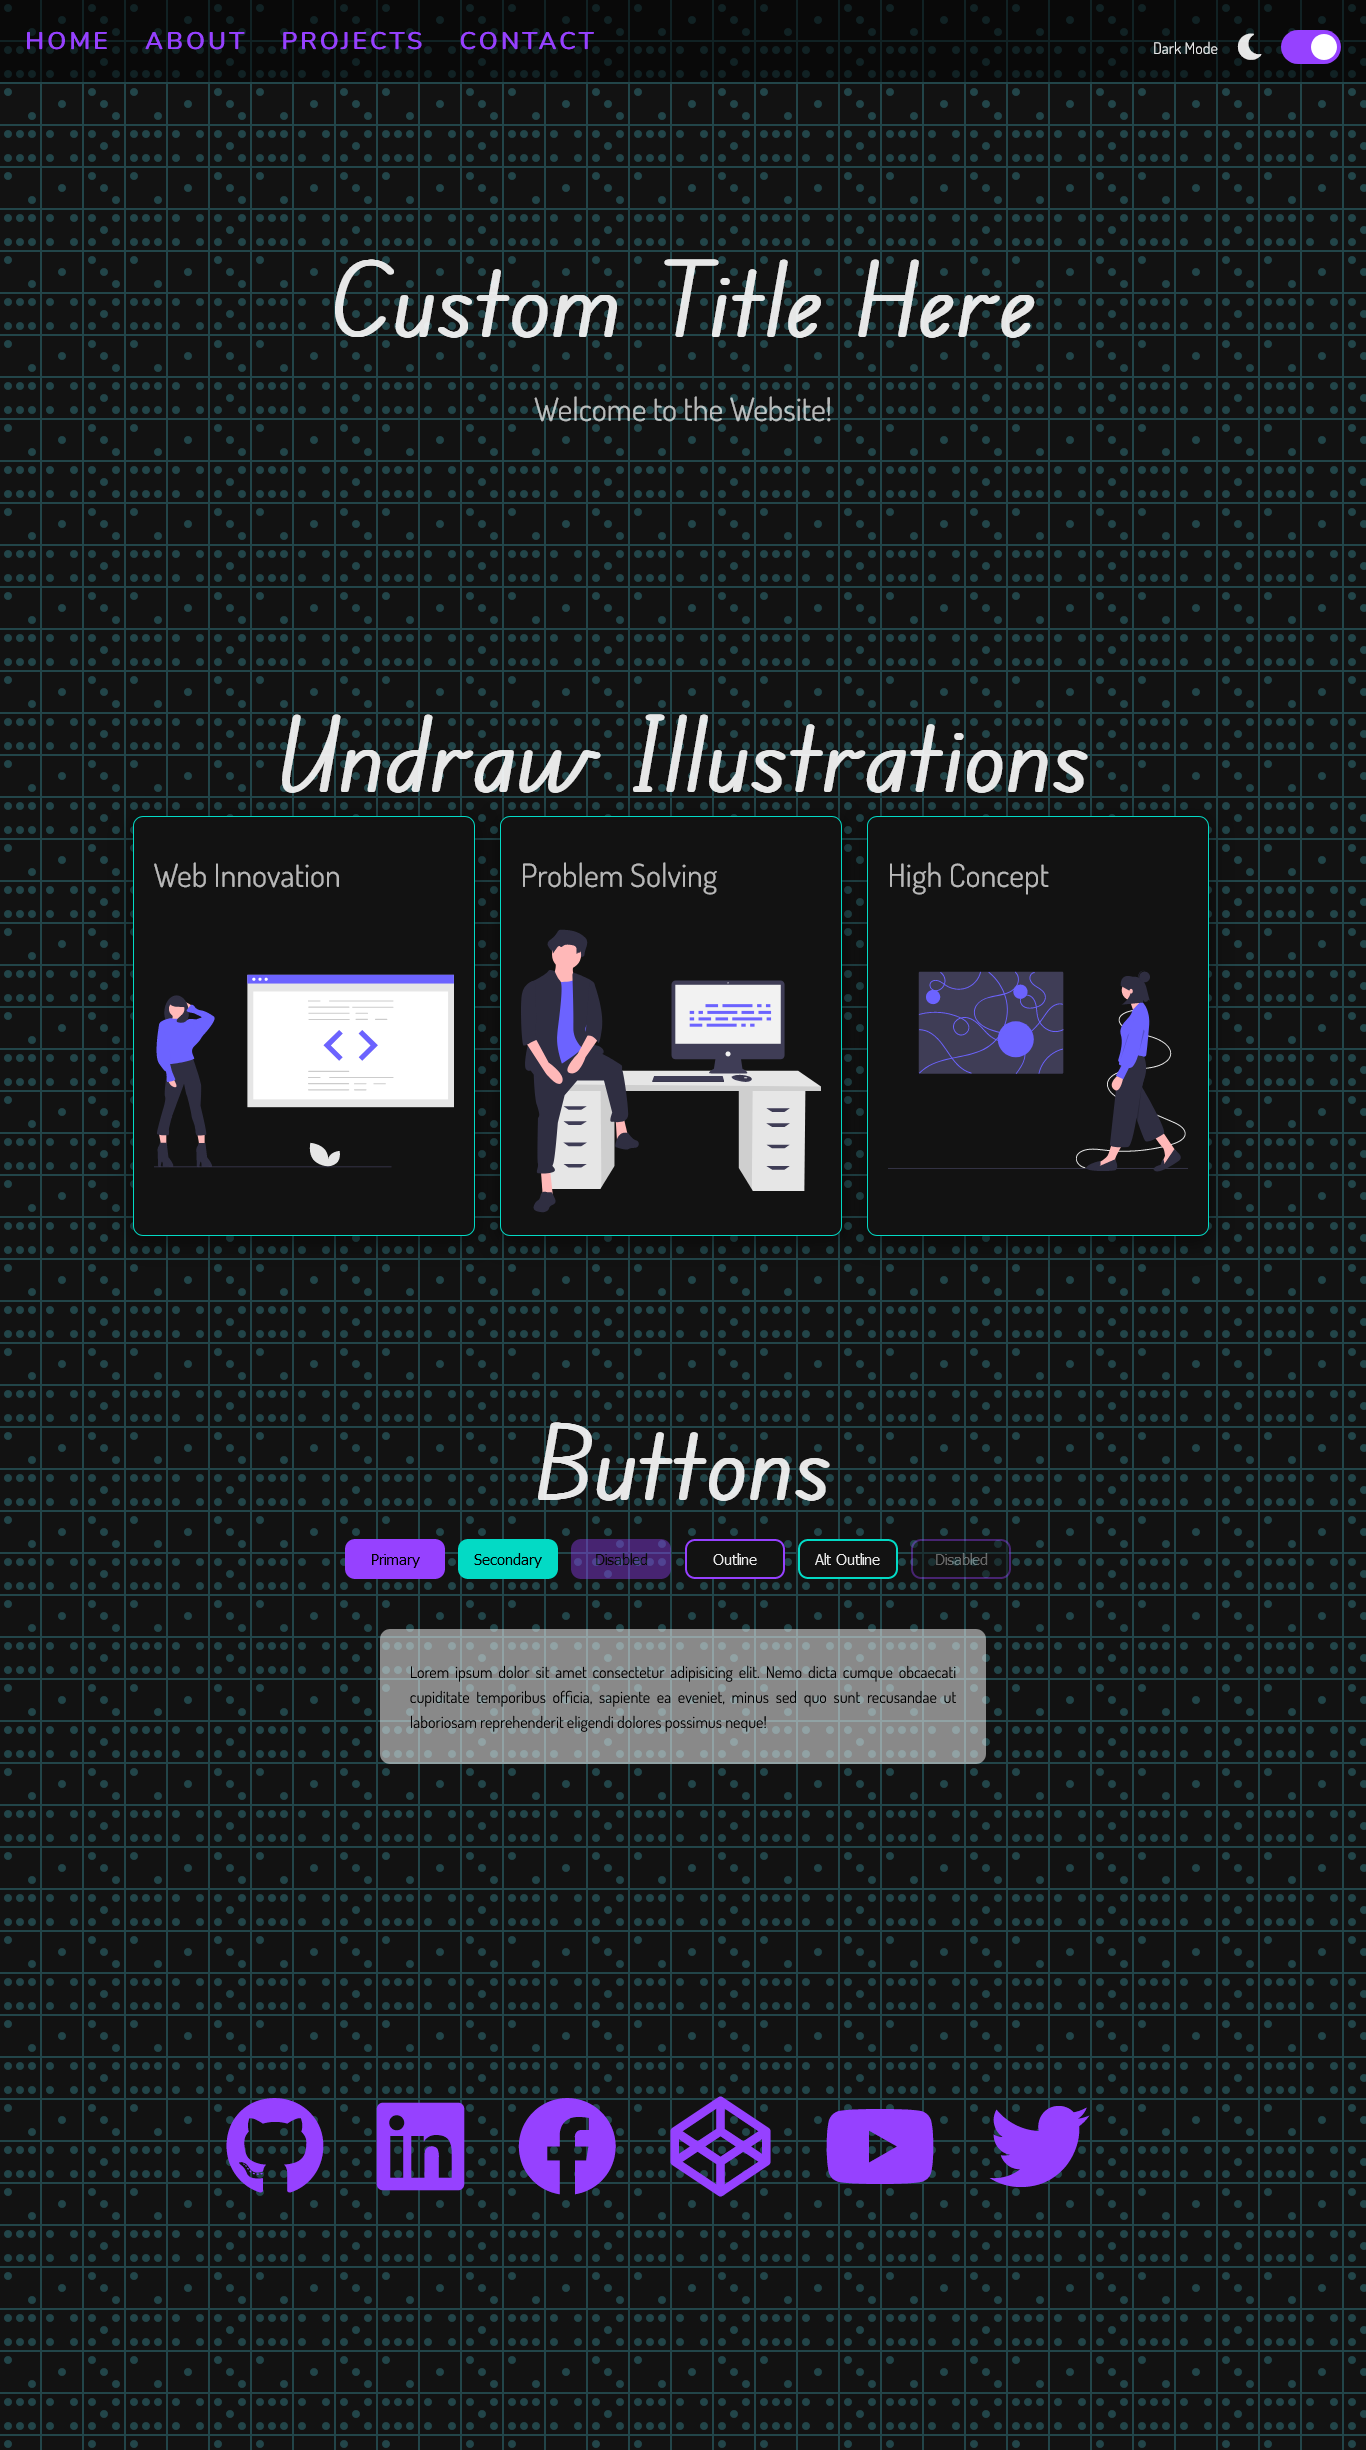 HOME ABOUT PROJECTS CONTACT
Dark Mode
Custom Title Here
Welcome to the Website!
Undraw Illustrations
Web Innovation
Problem Solving
High Concept
Buttons
Primary Secondary Disabled Outline Alt Outline Disabled
Lorem ipsum dolor sit amet consectetur adipisicing elit. Nemo dicta cumque obcaecati
cupiditate temporibus officia, sapiente ea eveniet, minus sed quo sunt recusandae ut
laboriosam reprehenderit eligendi dolores possimus neque!
in